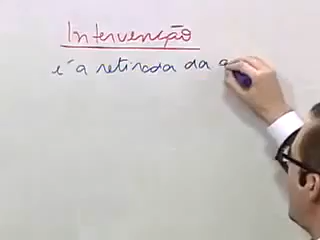 Intervenção
é a retirada da a